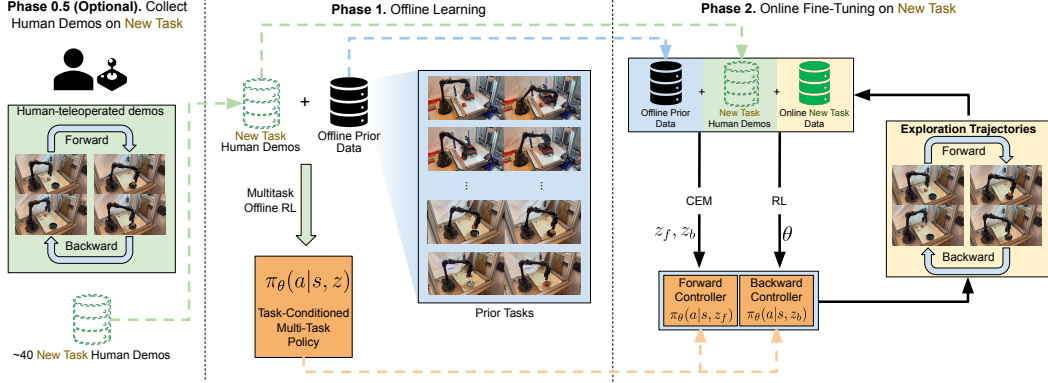 Phase 0.5 (Optional). Collect
Human Demos on New Task
Human-teleoperated demos
Forward
Backward
~40 New Task Human Demos
Phase 1. Offline Learning
New Task
Human Demos
+
Offline Prior
Data
Multitask
Offline RL
π_θ(a|s, z)
Task-Conditioned
Multi-Task
Policy
...
...
Prior Tasks
Phase 2. Online Fine-Tuning on New Task
Offline Prior
Data
+
New Task
Human Demos
+
Online New Task
Data
CEM
RL
z_f, z_b
θ
Forward
Controller
π_θ(a|s, z_f)
Backward
Controller
π_θ(a|s, z_b)
Exploration Trajectories
Forward
Backward